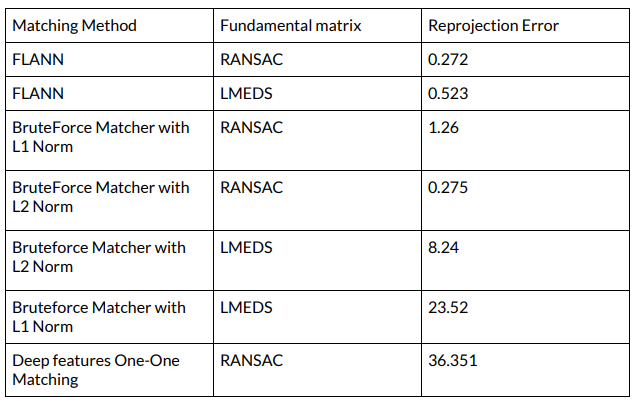 Matching Method Fundamental matrix Reprojection Error
FLANN RANSAC 0.272
FLANN LMEDS 0.523
BruteForce Matcher with RANSAC 1.26
L1 Norm
BruteForce Matcher with RANSAC 0.275
L2 Norm
Bruteforce Matcher with LMEDS 8.24
L2 Norm
Bruteforce Matcher with LMEDS 23.52
L1 Norm
Deep features One-One RANSAC 36.351
Matching